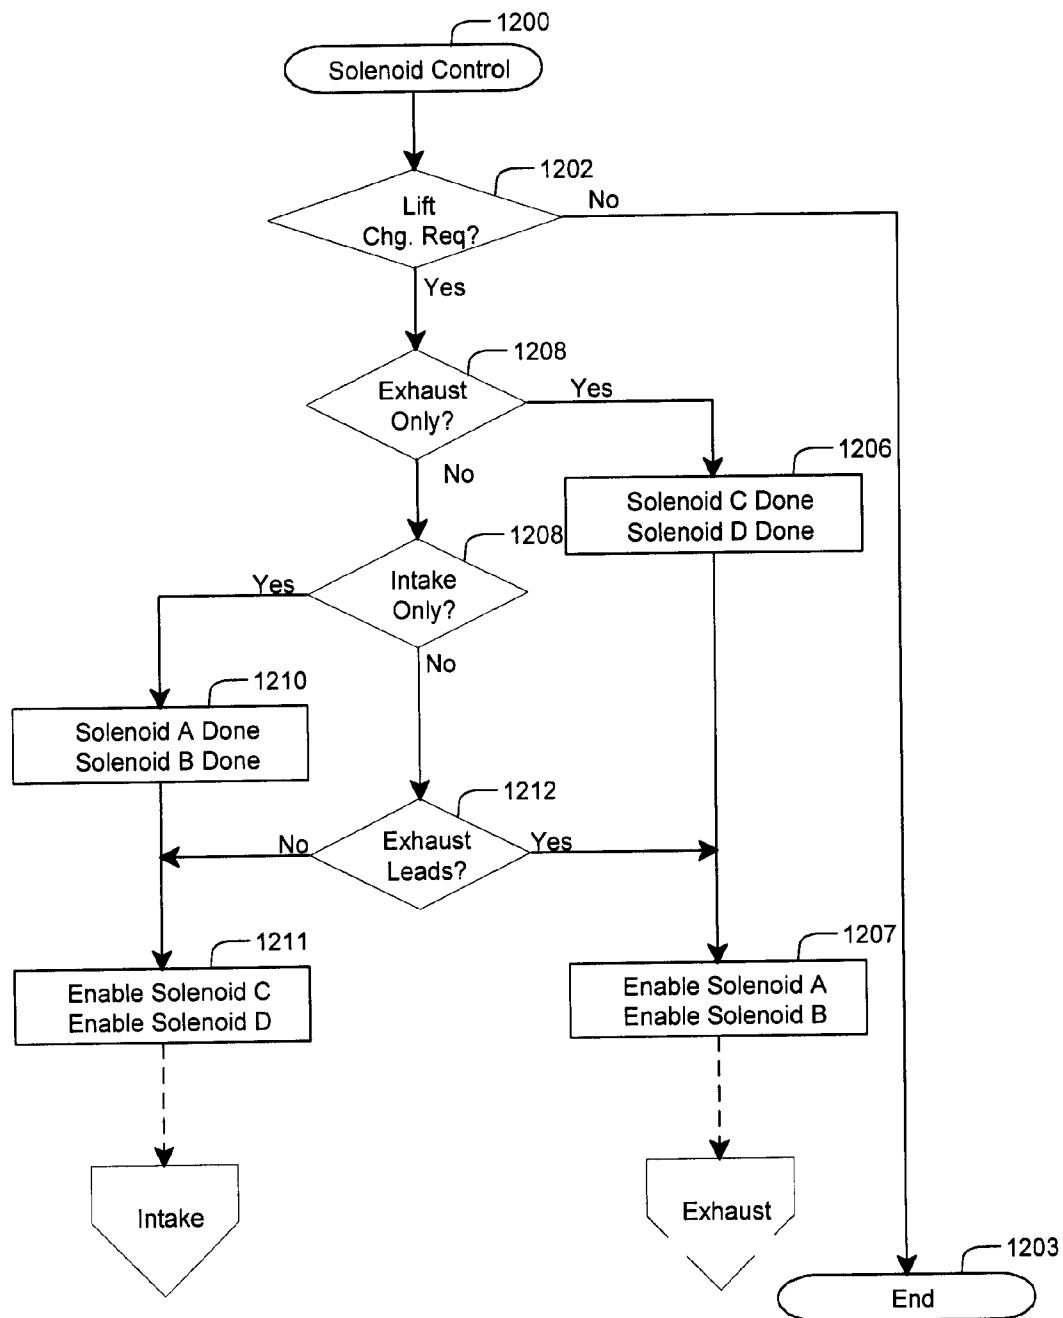 1200
Solenoid Control
1202
Lift
Chg. Req?
No
Yes
1208
Exhaust
Only?
Yes
No
1206
Solenoid C Done
Solenoid D Done
1208
Intake
Only?
Yes
No
1210
Solenoid A Done
Solenoid B Done
1212
Exhaust
Leads?
No
Yes
1211
Enable Solenoid C
Enable Solenoid D
1207
Enable Solenoid A
Enable Solenoid B
Intake
Exhaust
1203
End